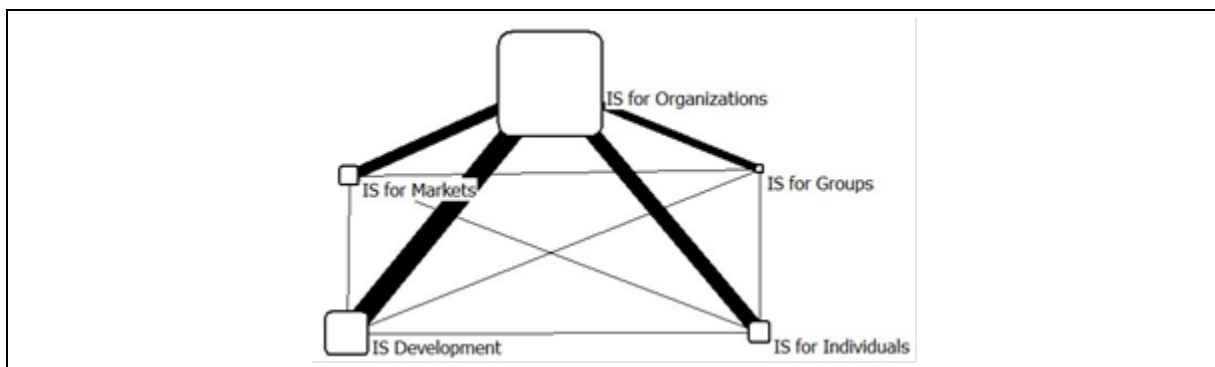 IS for Organizations
IS for Markets
IS for Groups
IS Development
IS for Individuals